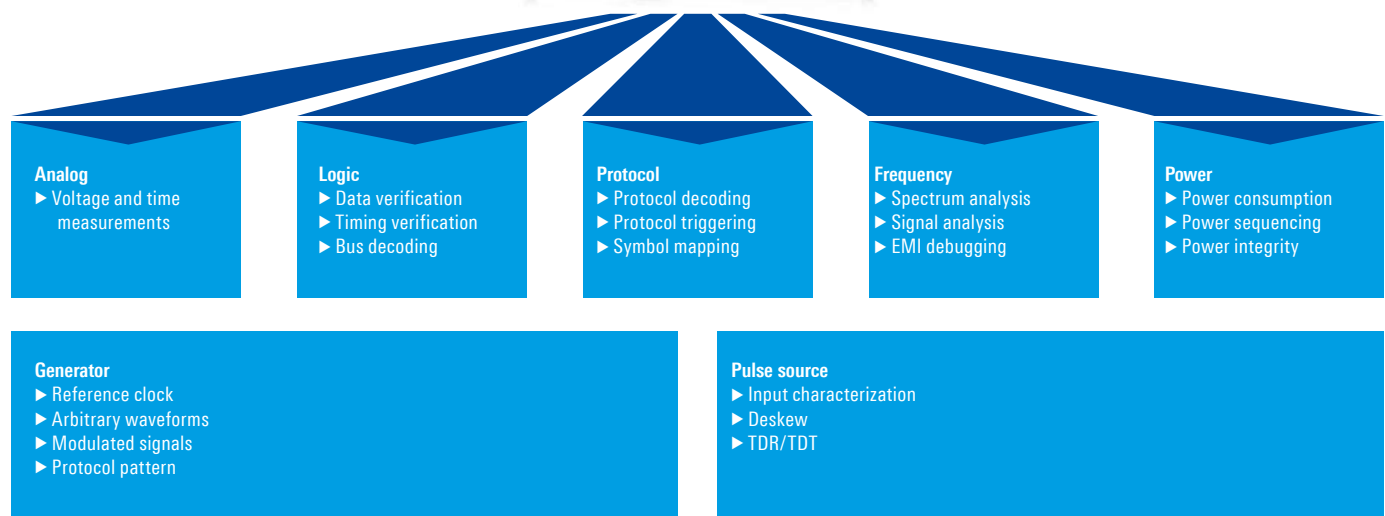 Analog
▶ Voltage and time
measurements
Logic
▶ Data verification
▶ Timing verification
▶ Bus decoding
Protocol
▶ Protocol decoding
▶ Protocol triggering
▶ Symbol mapping
Frequency
▶ Spectrum analysis
▶ Signal analysis
▶ EMI debugging
Power
▶ Power consumption
▶ Power sequencing
▶ Power integrity
Generator
▶ Reference clock
▶ Arbitrary waveforms
▶ Modulated signals
▶ Protocol pattern
Pulse source
▶ Input characterization
▶ Deskew
▶ TDR/TDT